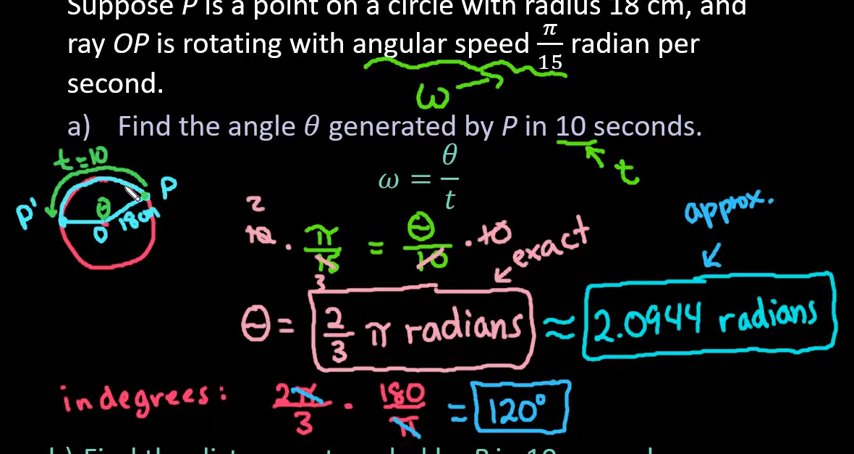 Suppose P is a point on a circle with radius 18 cm, and
ray OP is rotating with angular speed π/15 radian per
second.
ω
a) Find the angle θ generated by P in 10 seconds.
t
t=10
P
P'
θ
O
18cm
ω = θ/t
2
10 · π/15 = θ/10 · 10
3
exact
approx.
θ = 2/3 π radians ≈ 2.0944 radians
in degrees: 2π/3 · 180/π = 120°